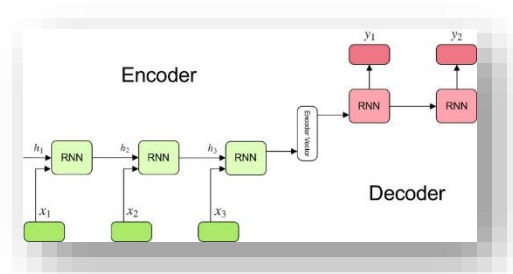 y₁ y₂
Encoder
RNN RNN
Encoder Vector
h₁ RNN h₂ RNN h₃ RNN
Decoder
x₁ x₂ x₃